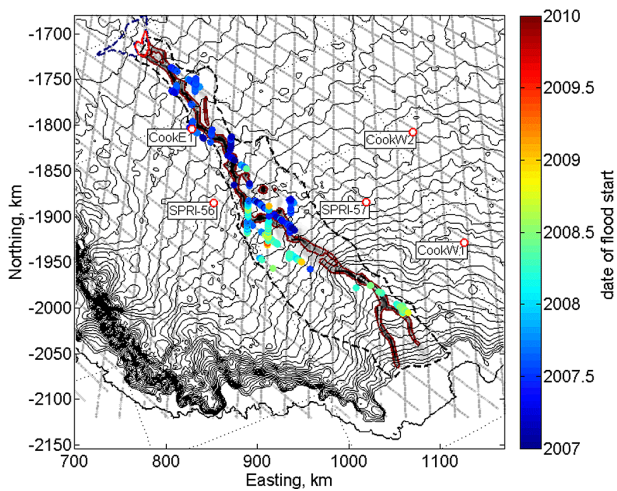 -1700
-1750
-1800
-1850
-1900
-1950
-2000
-2050
-2100
-2150
Northing, km
700
800
900
1000
1100
Easting, km
CookE1
CookW2
SPRI-56
SPRI-57
CookW1
2010
2009.5
2009
2008.5
2008
2007.5
2007
date of flood start